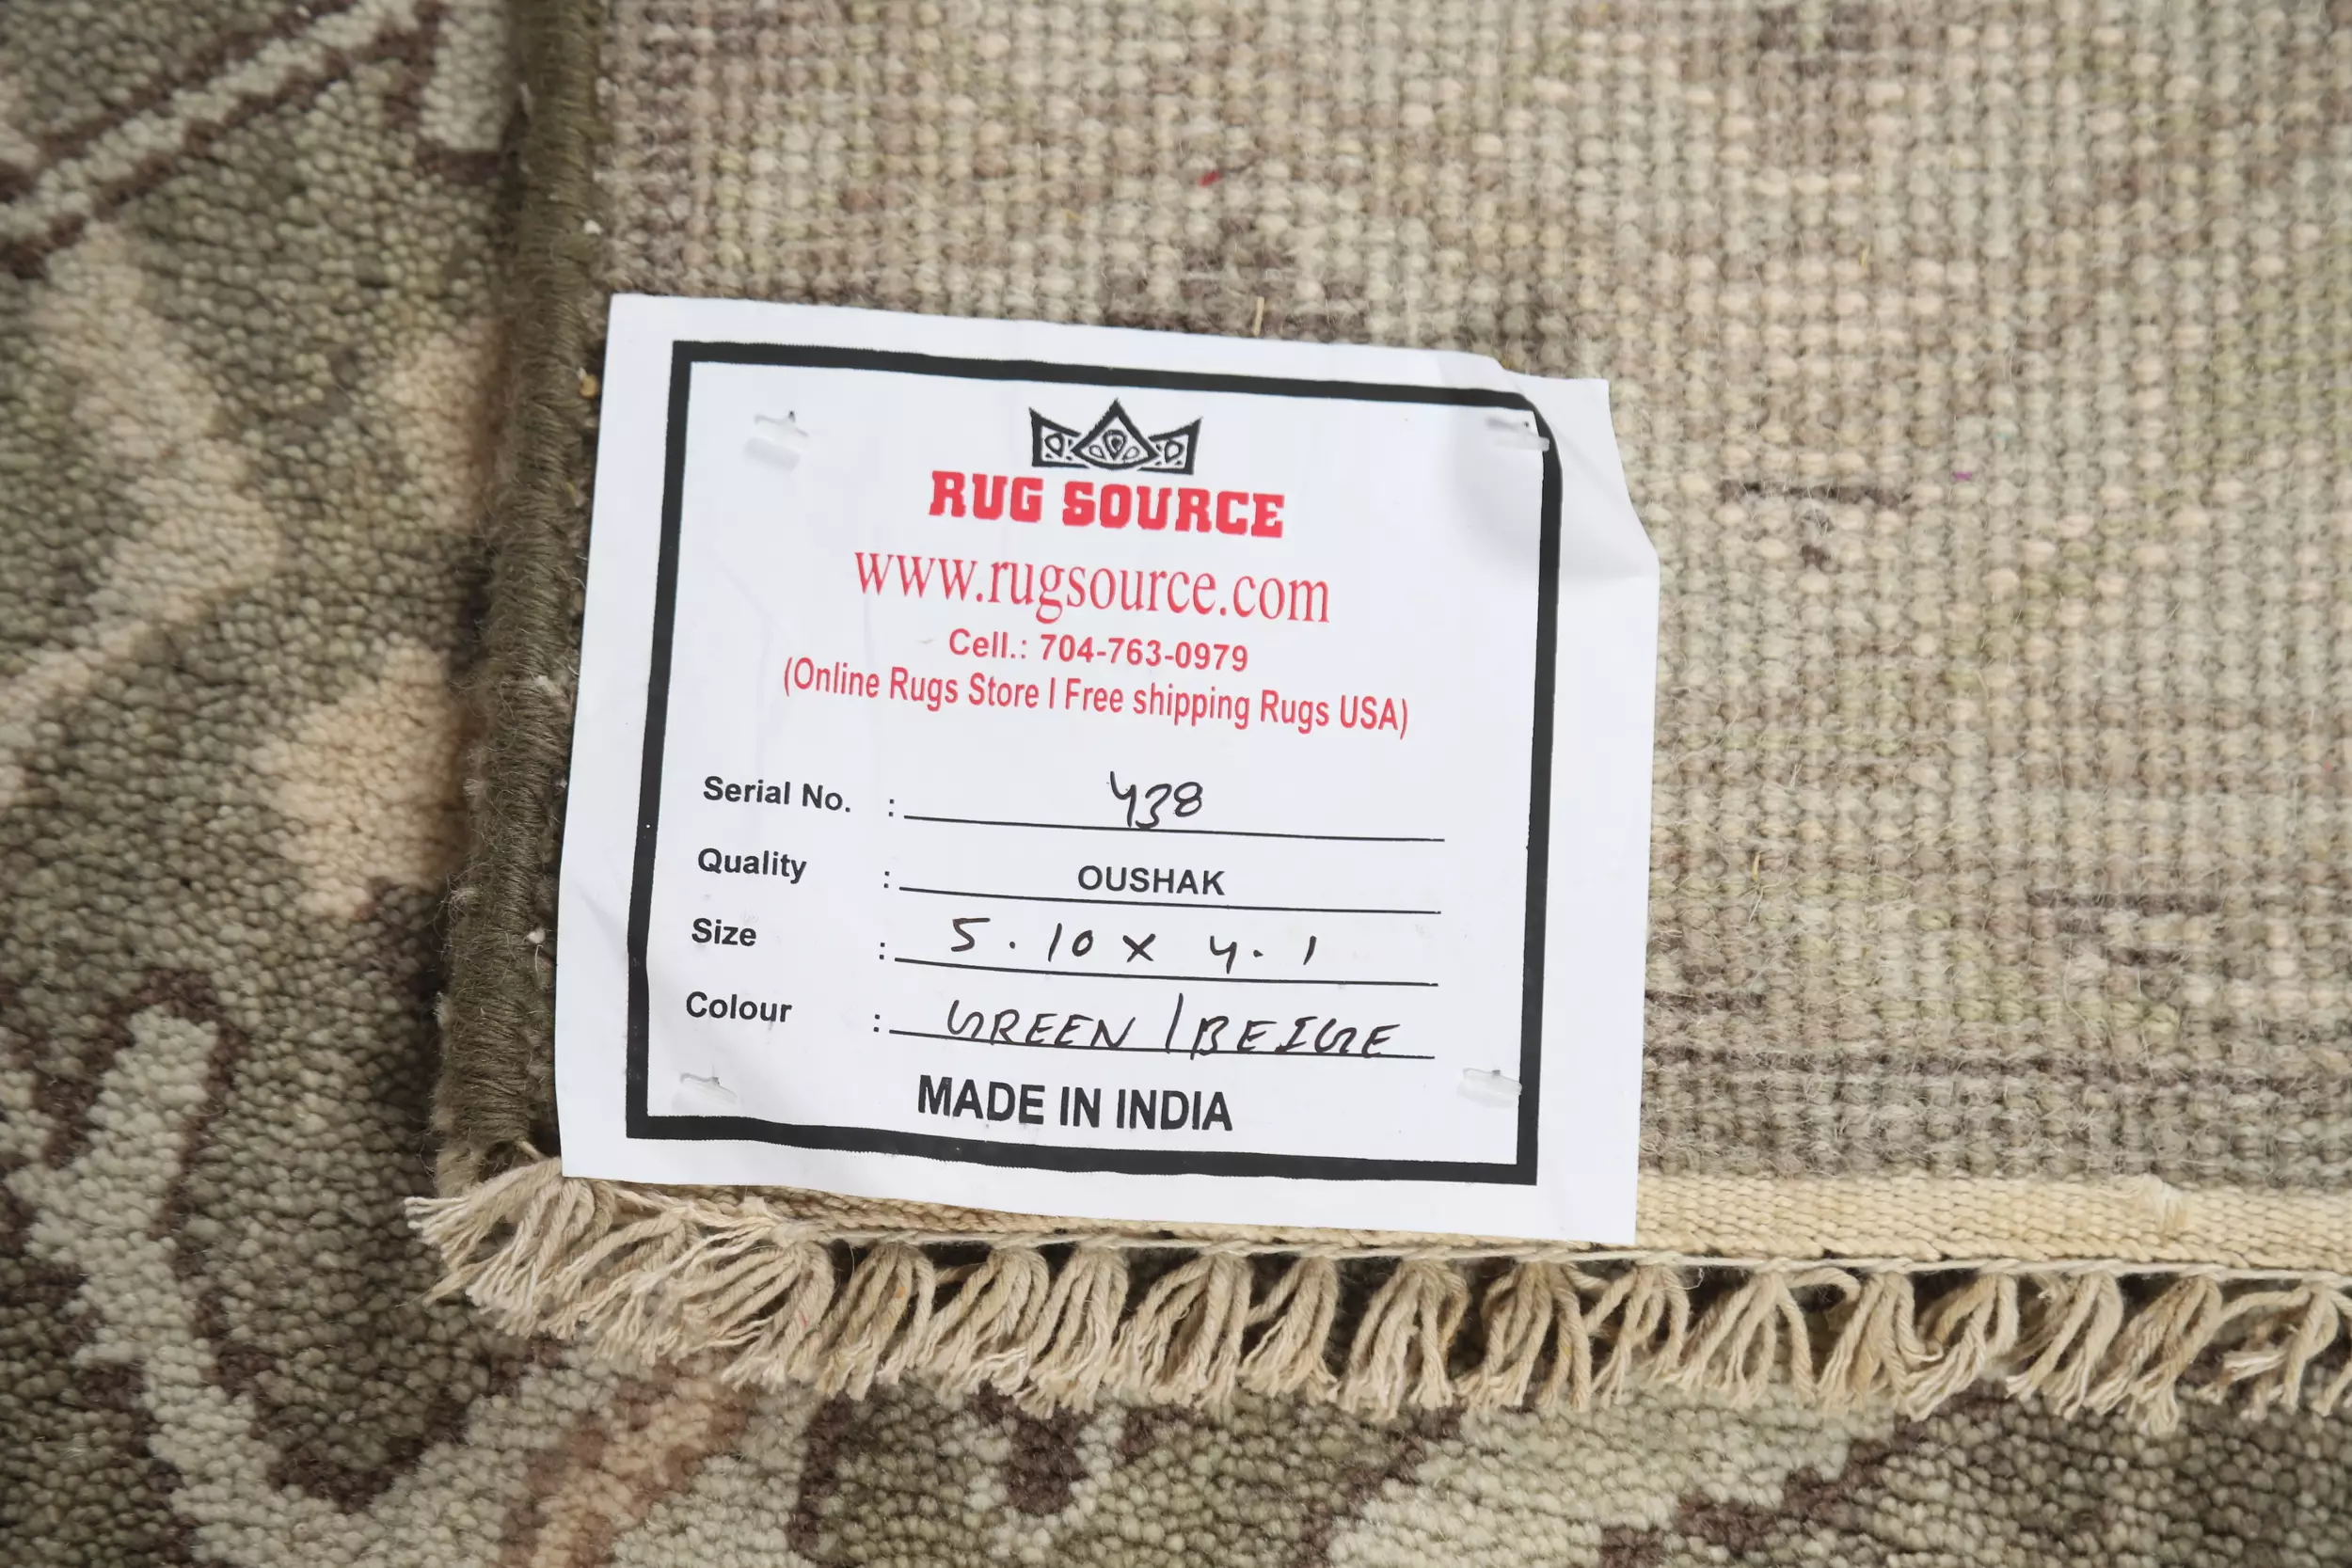 RUG SOURCE
www.rugsource.com
Cell.: 704-763-0979
(Online Rugs Store | Free shipping Rugs USA)
Serial No. : 438
Quality : OUSHAK
Size : 5.10 x 4.1
Colour : GREEN / BEIGE
MADE IN INDIA